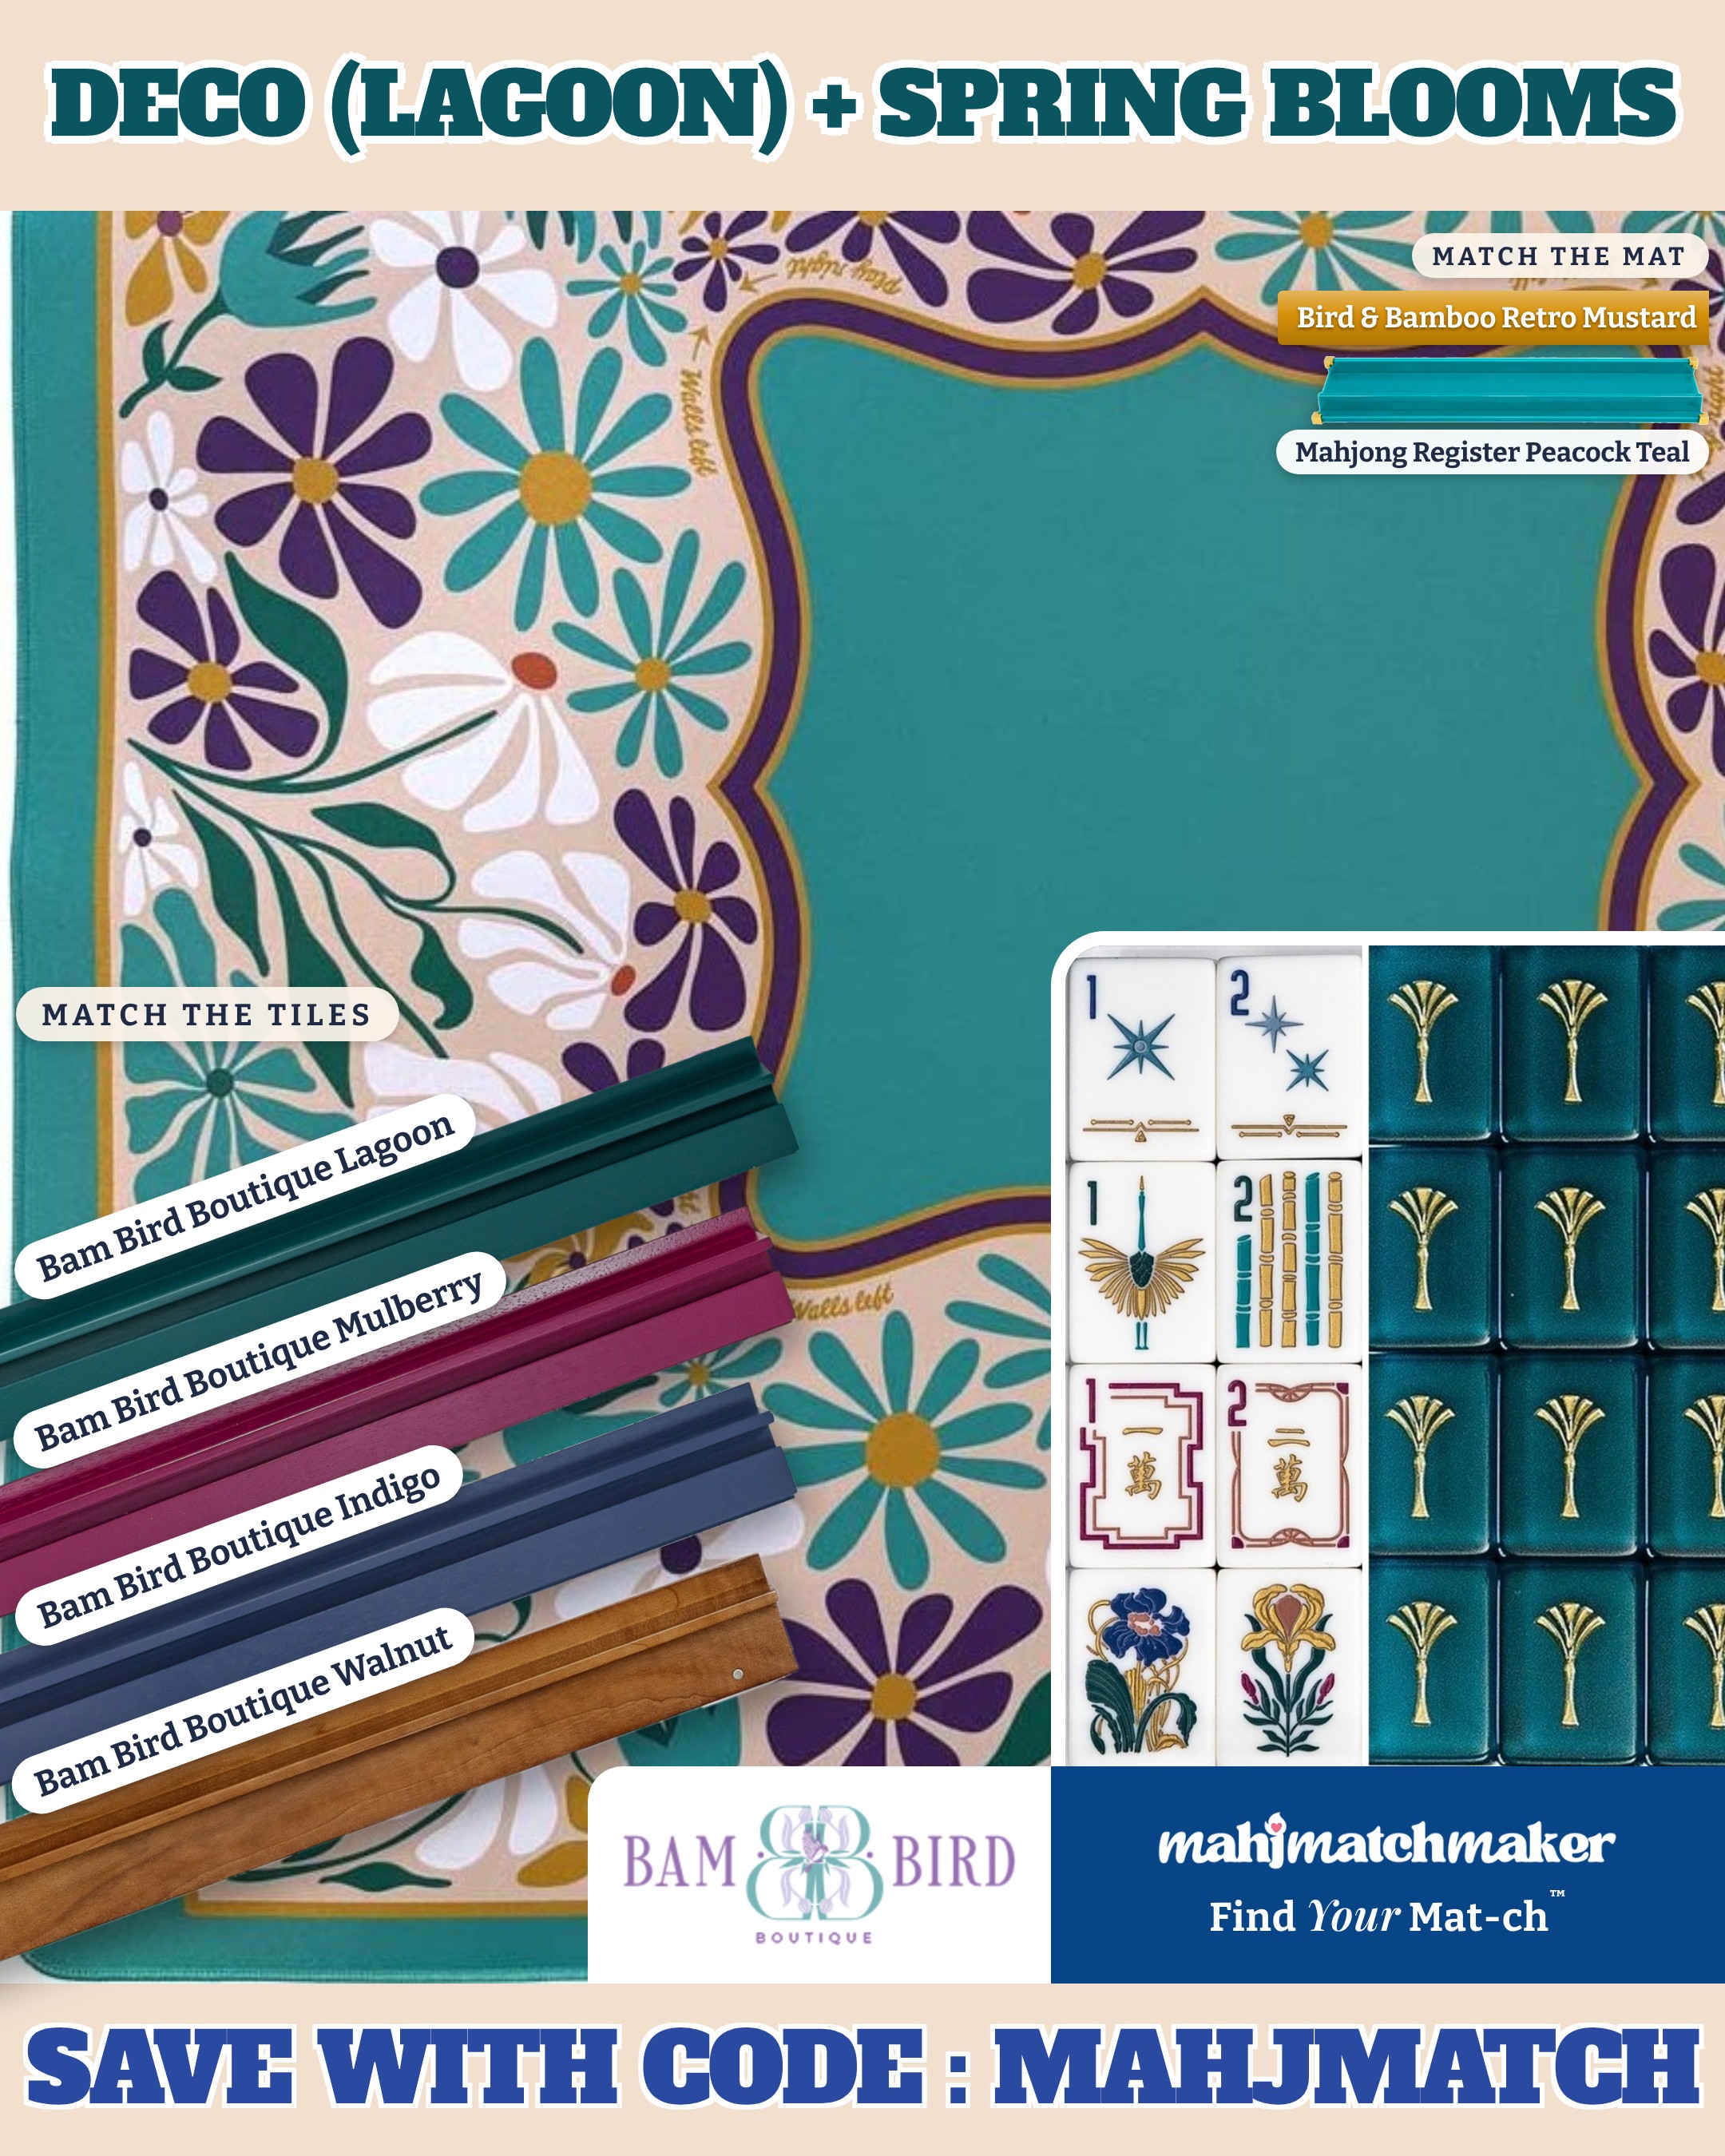 DECO (LAGOON) + SPRING BLOOMS
MATCH THE MAT
Bird & Bamboo Retro Mustard
Mahjong Register Peacock Teal
Play right
Walls left
MATCH THE TILES
Bam Bird Boutique Lagoon
Bam Bird Boutique Mulberry
Bam Bird Boutique Indigo
Bam Bird Boutique Walnut
Walls left
1
2
1
2
1
一
萬
2
二
萬
BAM BIRD
BOUTIQUE
mahjmatchmaker
Find Your Mat-ch™
SAVE WITH CODE : MAHJMATCH